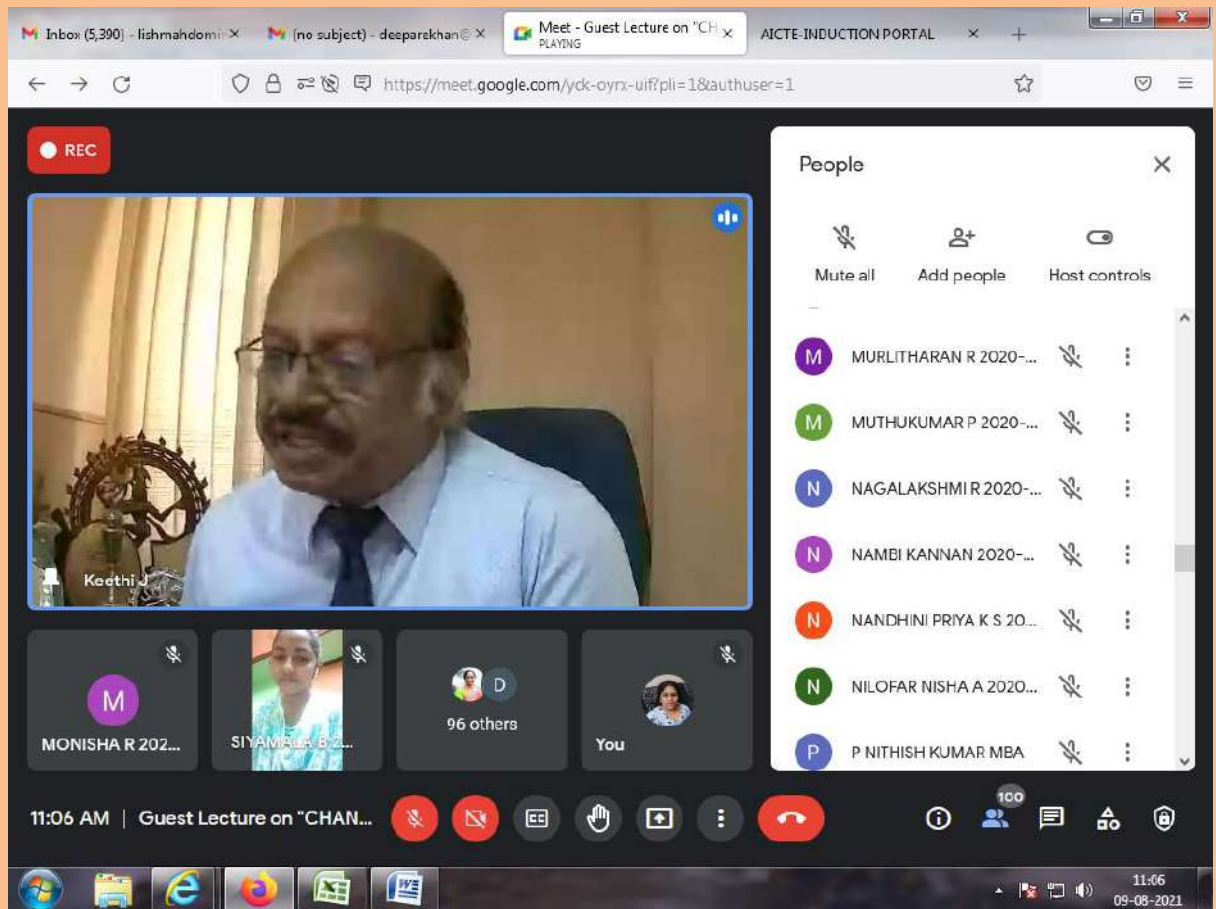 Inbox (5,390) - lishmahdomi
(no subject) - deeparekhan@
Meet - Guest Lecture on "CH
PLAYING
AICTE-INDUCTION PORTAL
https://meet.google.com/yck-oyrx-uif?pli=1&authuser=1
REC
People
Mute all
Add people
Host controls
M MURLITHARAN R 2020-...
M MUTHUKUMAR P 2020-...
N NAGALAKSHMI R 2020-...
N NAMBI KANNAN 2020-...
N NANDHINI PRIYA K S 20...
N NILOFAR NISHA A 2020...
P P NITHISH KUMAR MBA
Keethi J
M
MONISHA R 202...
SIYAMALA B 2...
D
96 others
You
11:06 AM | Guest Lecture on "CHAN...
CC
100
11:06
09-08-2021